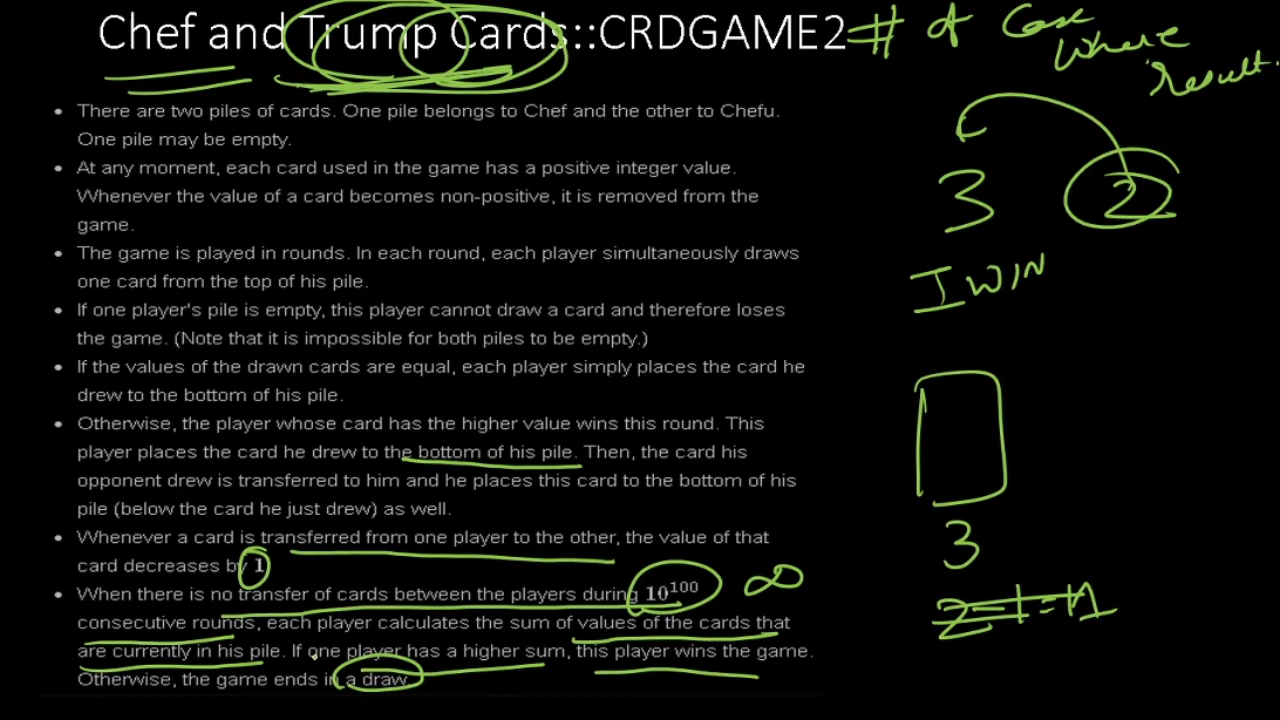 Chef and Trump Cards::CRDGAME2
# of Case
Where
Result.
• There are two piles of cards. One pile belongs to Chef and the other to Chefu.
One pile may be empty.
• At any moment, each card used in the game has a positive integer value.
Whenever the value of a card becomes non-positive, it is removed from the
game.
• The game is played in rounds. In each round, each player simultaneously draws
one card from the top of his pile.
• If one player's pile is empty, this player cannot draw a card and therefore loses
the game. (Note that it is impossible for both piles to be empty.)
• If the values of the drawn cards are equal, each player simply places the card he
drew to the bottom of his pile.
• Otherwise, the player whose card has the higher value wins this round. This
player places the card he drew to the bottom of his pile. Then, the card his
opponent drew is transferred to him and he places this card to the bottom of his
pile (below the card he just drew) as well.
• Whenever a card is transferred from one player to the other, the value of that
card decreases by 1
• When there is no transfer of cards between the players during 10^100 ∞
consecutive rounds, each player calculates the sum of values of the cards that
are currently in his pile. If one player has a higher sum, this player wins the game.
Otherwise, the game ends in a draw
3 2
I WIN
3
2-1=1